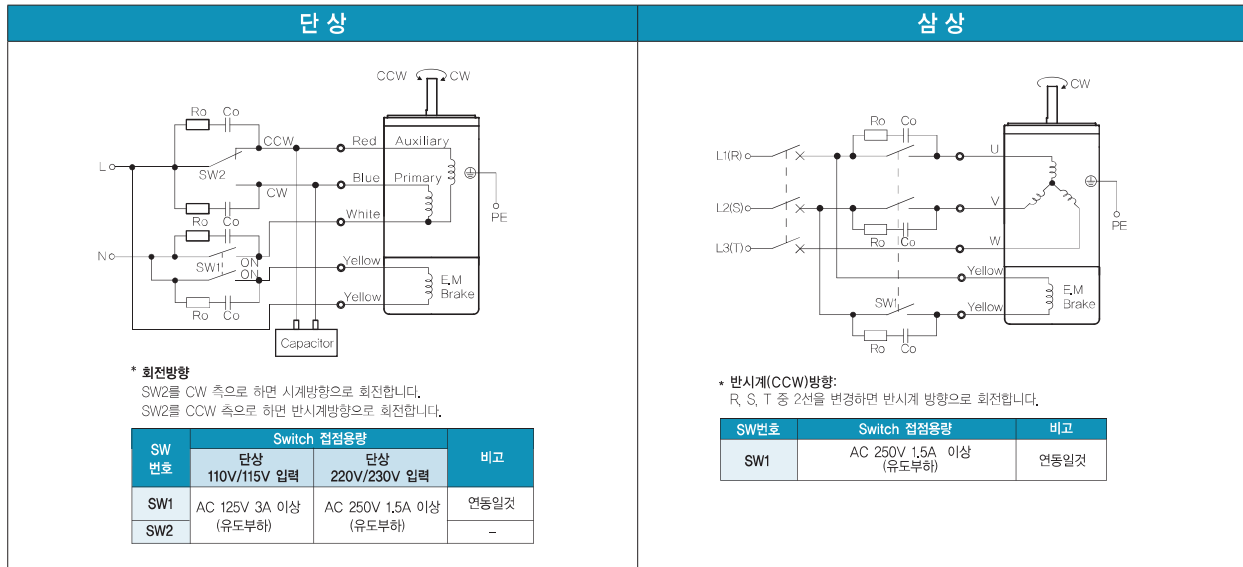 단 상
CCW CW
Ro Co
CCW Red Auxiliary
L
SW2
Blue Primary
CW
Ro Co
White
PE
Ro Co
N
SW1 ON
ON
Yellow
E.M
Brake
Yellow
Ro Co
Capacitor
* 회전방향
SW2를 CW 측으로 하면 시계방향으로 회전합니다.
SW2를 CCW 측으로 하면 반시계방향으로 회전합니다.
SW
번호
Switch 접점용량
비고
단상
110V/115V 입력
단상
220V/230V 입력
SW1
SW2
AC 125V 3A 이상
(유도부하)
AC 250V 1.5A 이상
(유도부하)
연동일것
–
삼 상
CW
Ro Co
L1(R)
U
L2(S)
V
PE
Ro Co
L3(T)
W
Yellow
E.M
Brake
SW1
Yellow
Ro Co
* 반시계(CCW)방향:
R, S, T 중 2선을 변경하면 반시계 방향으로 회전합니다.
SW번호 Switch 접점용량 비고
SW1
AC 250V 1.5A 이상
(유도부하)
연동일것